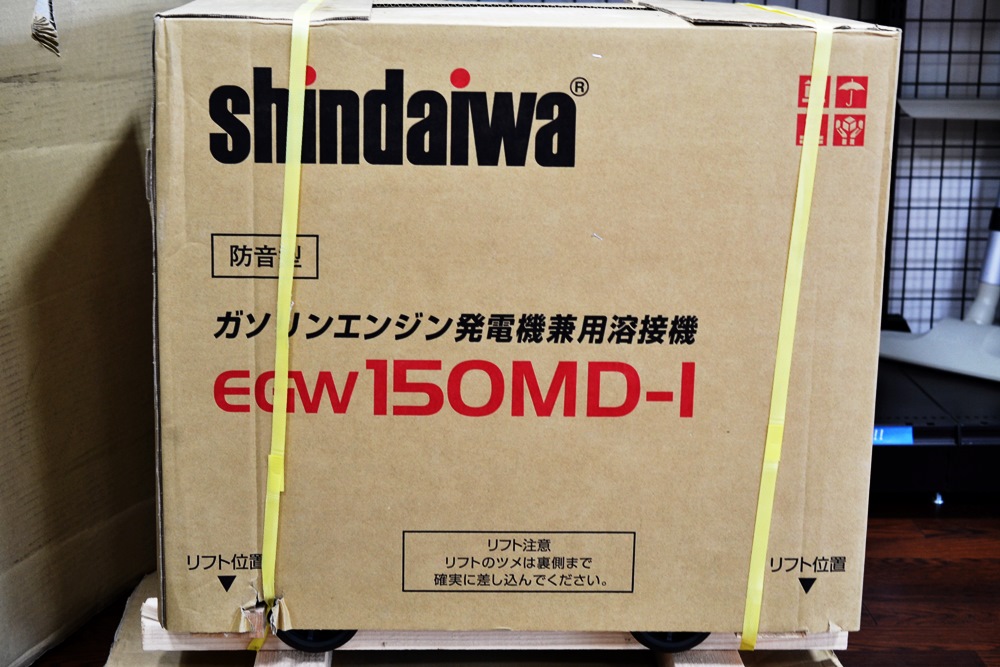 shindaiwa®
防音型
ガソリンエンジン発電機兼用溶接機
EGW150MD-I
リフト位置
リフト注意
リフトのツメは裏側まで
確実に差し込んでください。
リフト位置